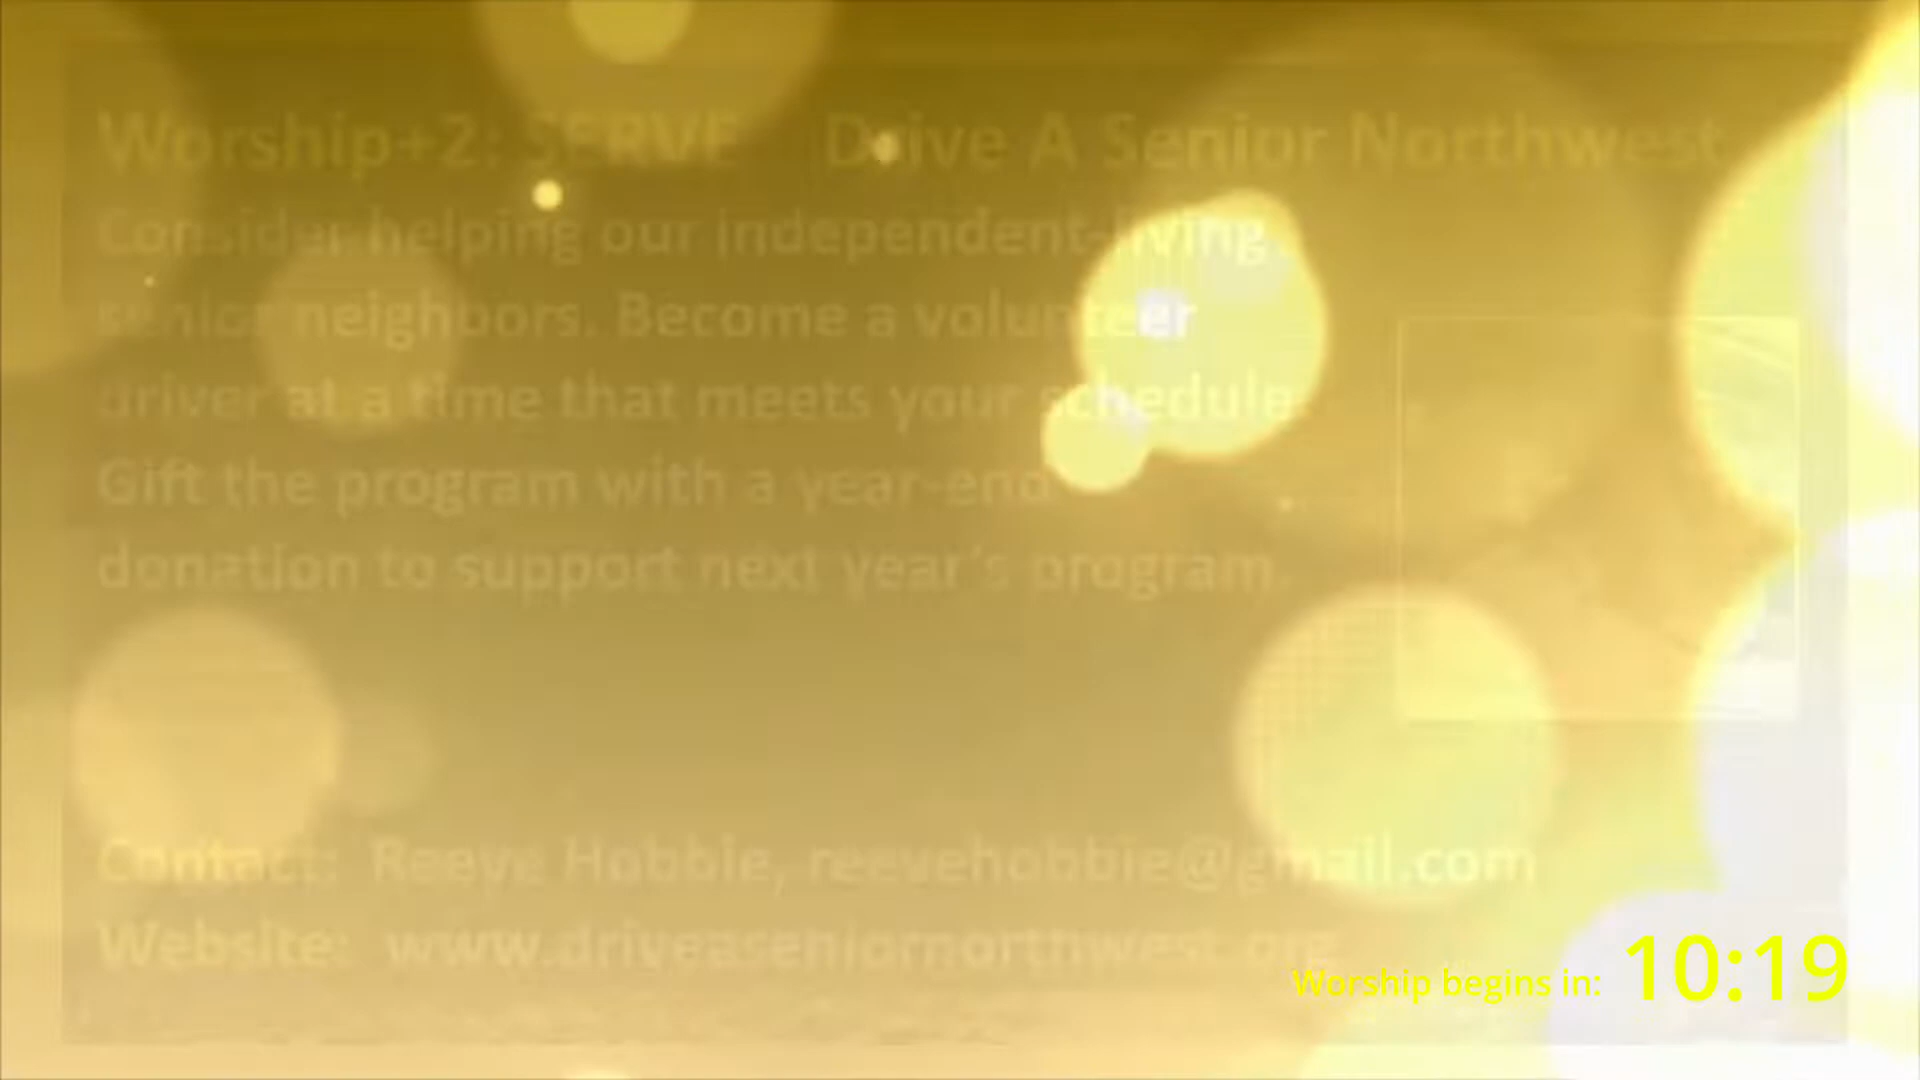 Worship+2: SERVE Drive A Senior Northwest
Consider helping our independent-living
senior neighbors. Become a volunteer
driver at a time that meets your schedule.
Gift the program with a year-end
donation to support next year's program.
Contact: Reeve Hobbie, reevehobbie@gmail.com
Website: www.driveaseniornorthwest.org
Worship begins in: 10:19